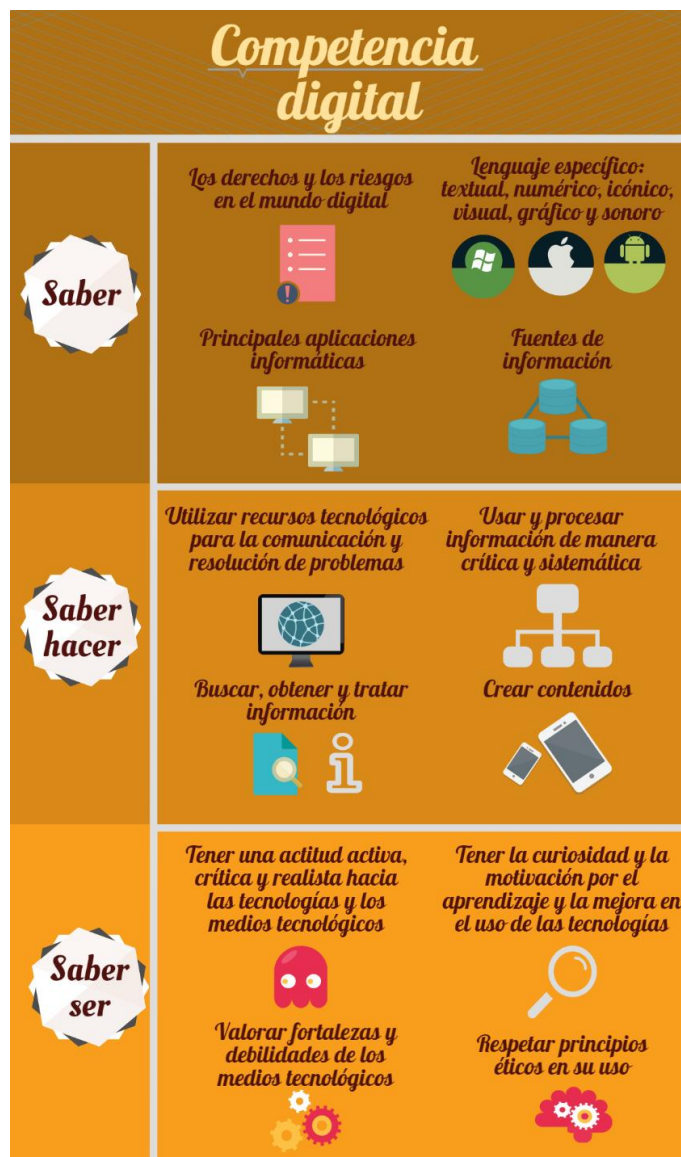 Competencia
digital
Saber
Los derechos y los riesgos
en el mundo digital
Lenguaje específico:
textual, numérico, icónico,
visual, gráfico y sonoro
Principales aplicaciones
informáticas
Fuentes de
información
Saber
hacer
Utilizar recursos tecnológicos
para la comunicación y
resolución de problemas
Usar y procesar
información de manera
crítica y sistemática
Buscar, obtener y tratar
información
Crear contenidos
Saber
ser
Tener una actitud activa,
crítica y realista hacia
las tecnologías y los
medios tecnológicos
Tener la curiosidad y la
motivación por el
aprendizaje y la mejora en
el uso de las tecnologías
Valorar fortalezas y
debilidades de los
medios tecnológicos
Respetar principios
éticos en su uso